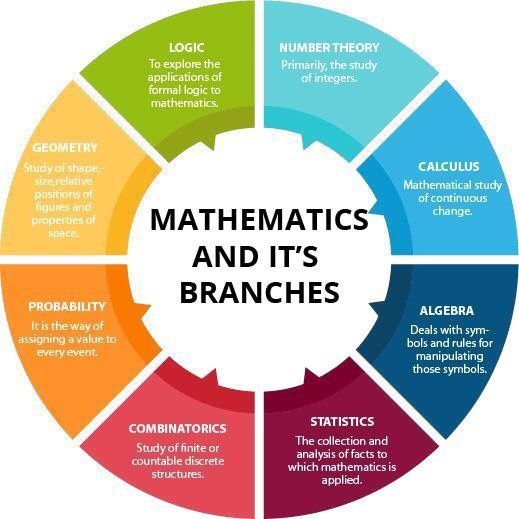 MATHEMATICS
AND IT'S
BRANCHES
LOGIC
To explore the
applications of
formal logic to
mathematics.
NUMBER THEORY
Primarily, the study
of integers.
CALCULUS
Mathematical study
of continuous
change.
ALGEBRA
Deals with sym-
bols and rules for
manipulating
those symbols.
STATISTICS
The collection and
analysis of facts to
which mathematics is
applied.
COMBINATORICS
Study of finite or
countable discrete
structures.
PROBABILITY
It is the way of
assigning a value to
every event.
GEOMETRY
Study of shape,
size,relative
positions of
figures and
properties of
space.